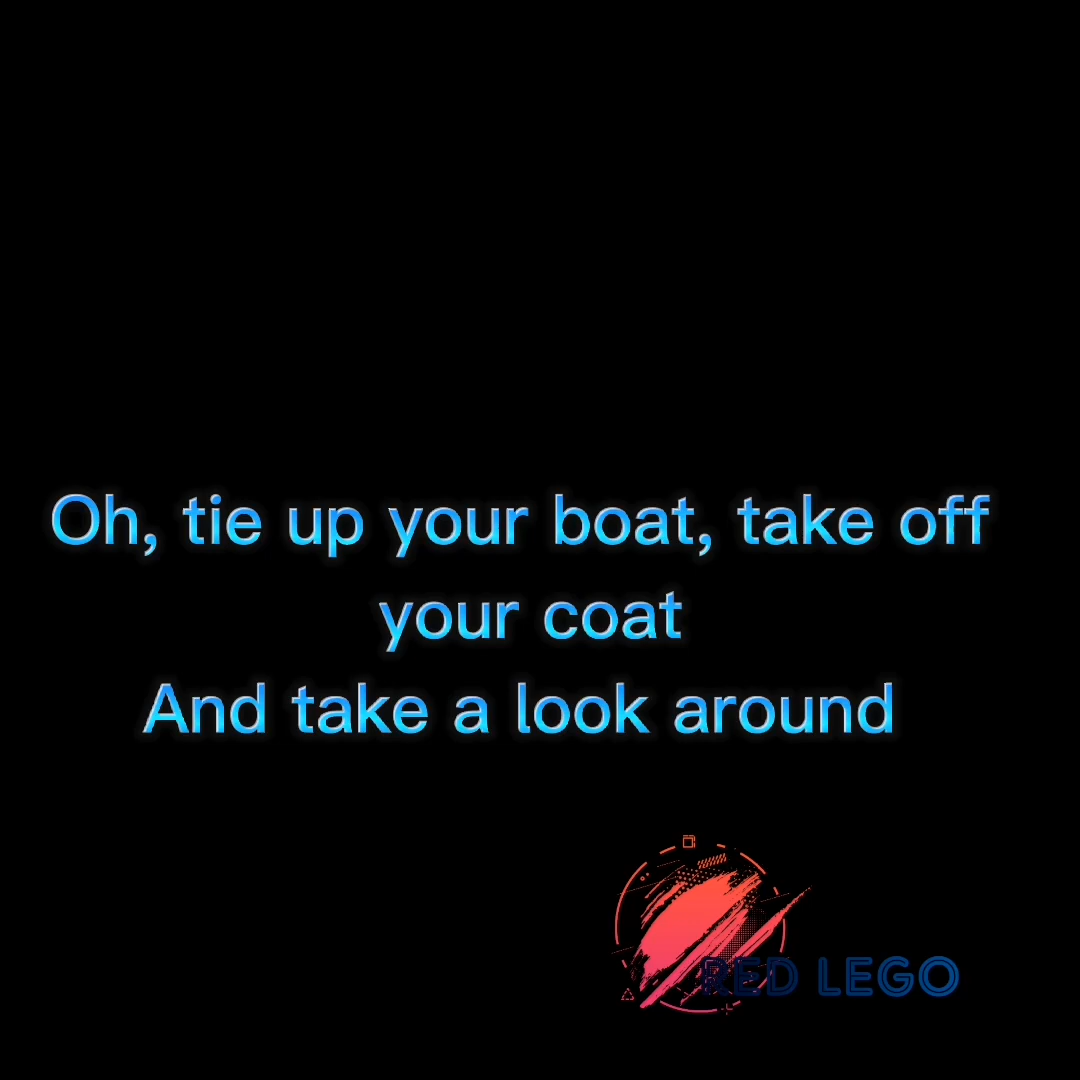 Oh, tie up your boat, take off
your coat
And take a look around
RED LEGO